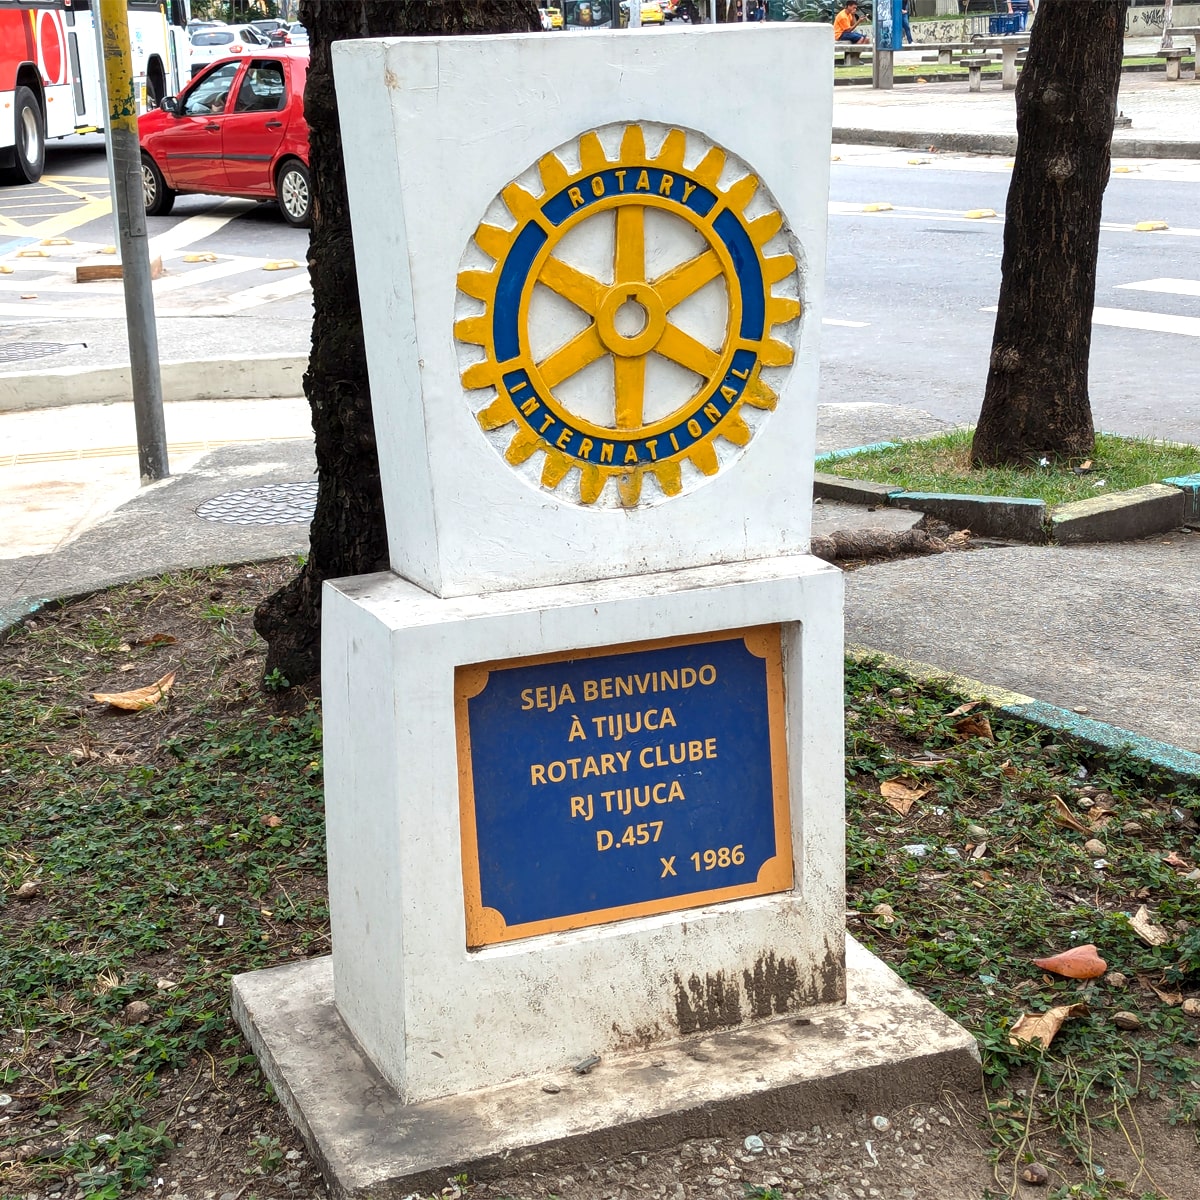 ROTARY
INTERNATIONAL
SEJA BENVINDO
À TIJUCA
ROTARY CLUBE
RJ TIJUCA
D.457
X 1986